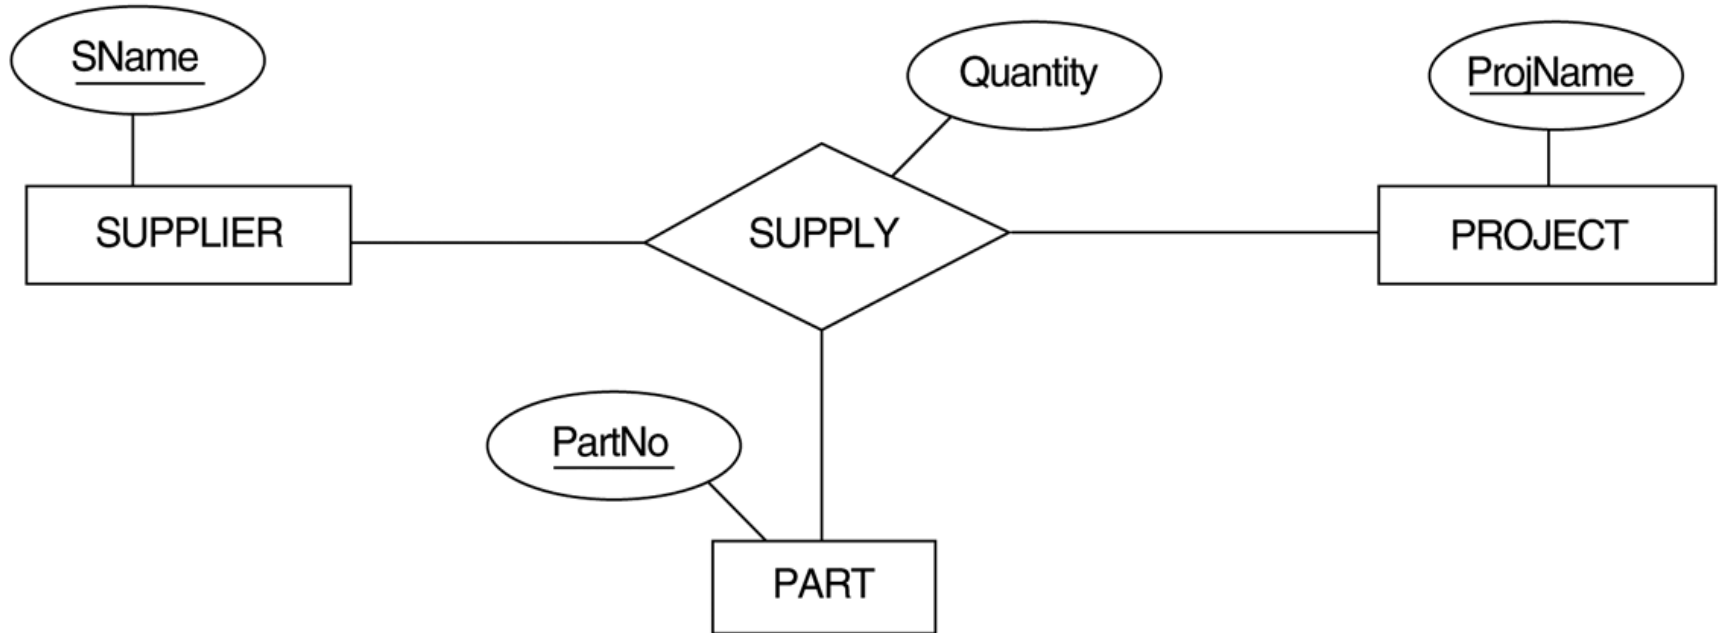 SName
Quantity
ProjName
SUPPLIER
SUPPLY
PROJECT
PartNo
PART